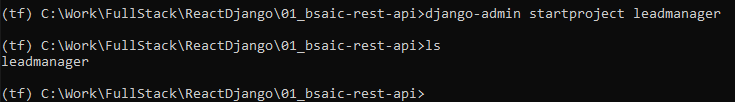 (tf) C:\Work\FullStack\ReactDjango\01_bsaic-rest-api>django-admin startproject leadmanager
(tf) C:\Work\FullStack\ReactDjango\01_bsaic-rest-api>ls
leadmanager
(tf) C:\Work\FullStack\ReactDjango\01_bsaic-rest-api>